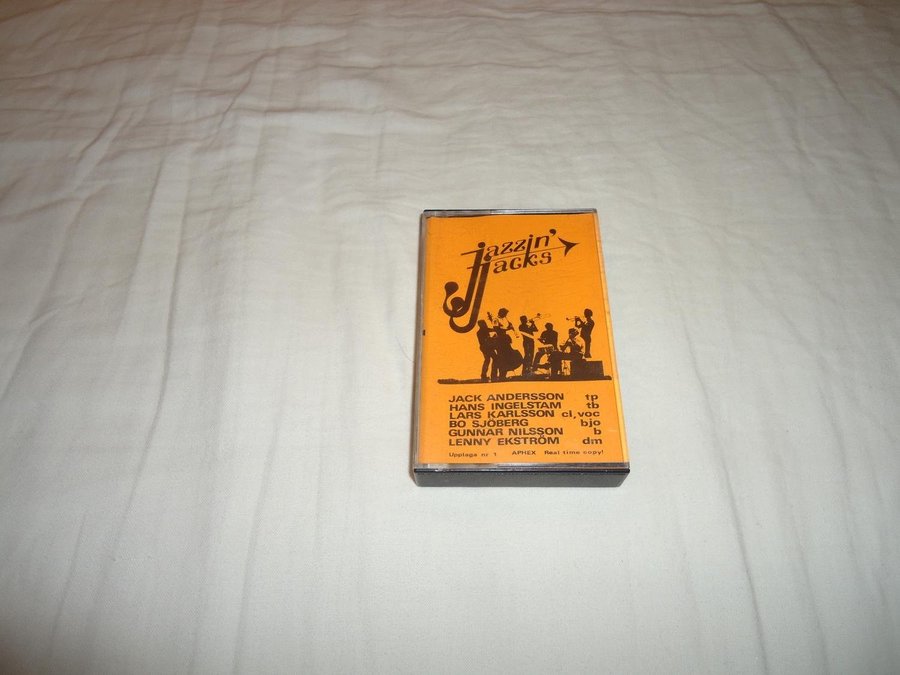 jazzin'
jacks
JACK ANDERSSON tp
HANS INGELSTAM tb
LARS KARLSSON cl,voc
BO SJÖBERG bjo
GUNNAR NILSSON b
LENNY EKSTRÖM dm
Upplaga nr 1 APHEX Real time copy!